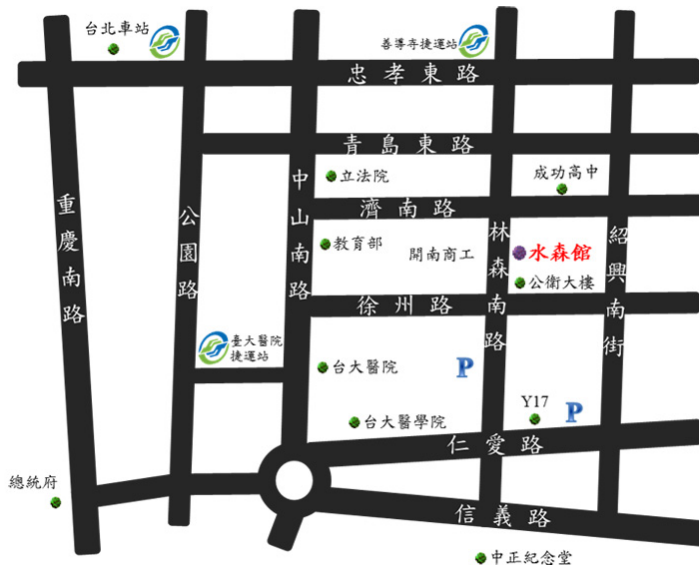 台北車站
善導寺捷運站
忠孝東路
青島東路
中山南路
立法院
成功高中
重慶南路
公園路
濟南路
林森南路
紹興南街
教育部
開南商工
水森館
公衛大樓
徐州路
臺大醫院
捷運站
台大醫院
P
Y17
P
台大醫學院
仁愛路
總統府
信義路
中正紀念堂